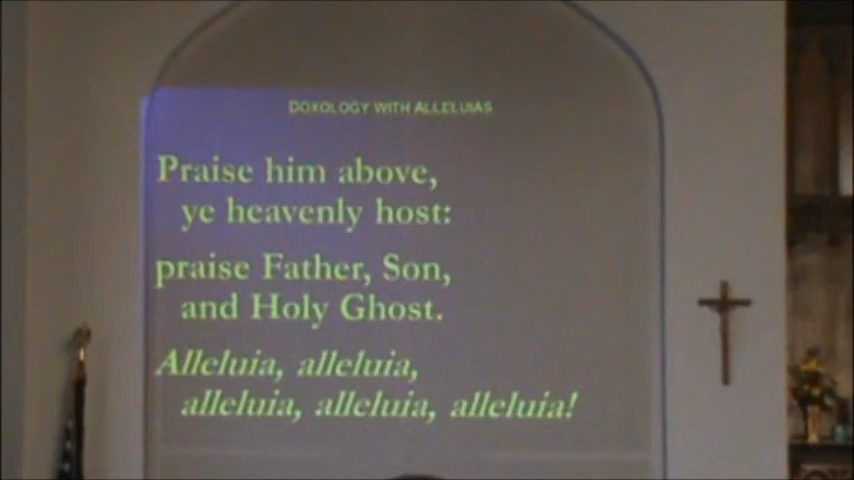 DOXOLOGY WITH ALLELUIAS
Praise him above,
ye heavenly host:
praise Father, Son,
and Holy Ghost.
Alleluia, alleluia,
alleluia, alleluia, alleluia!